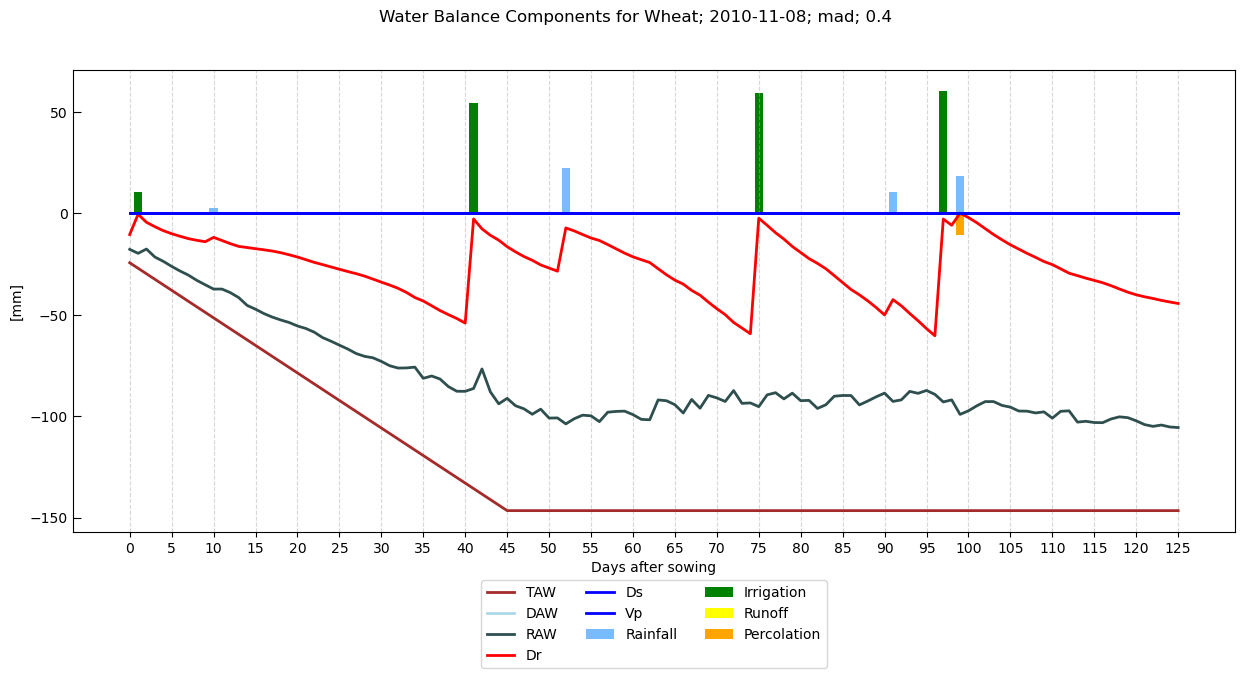 Water Balance Components for Wheat; 2010-11-08; mad; 0.4
50
0
−50
−100
−150
[mm]
0 5 10 15 20 25 30 35 40 45 50 55 60 65 70 75 80 85 90 95 100 105 110 115 120 125
Days after sowing
TAW Ds Irrigation
DAW Vp Runoff
RAW Rainfall Percolation
Dr